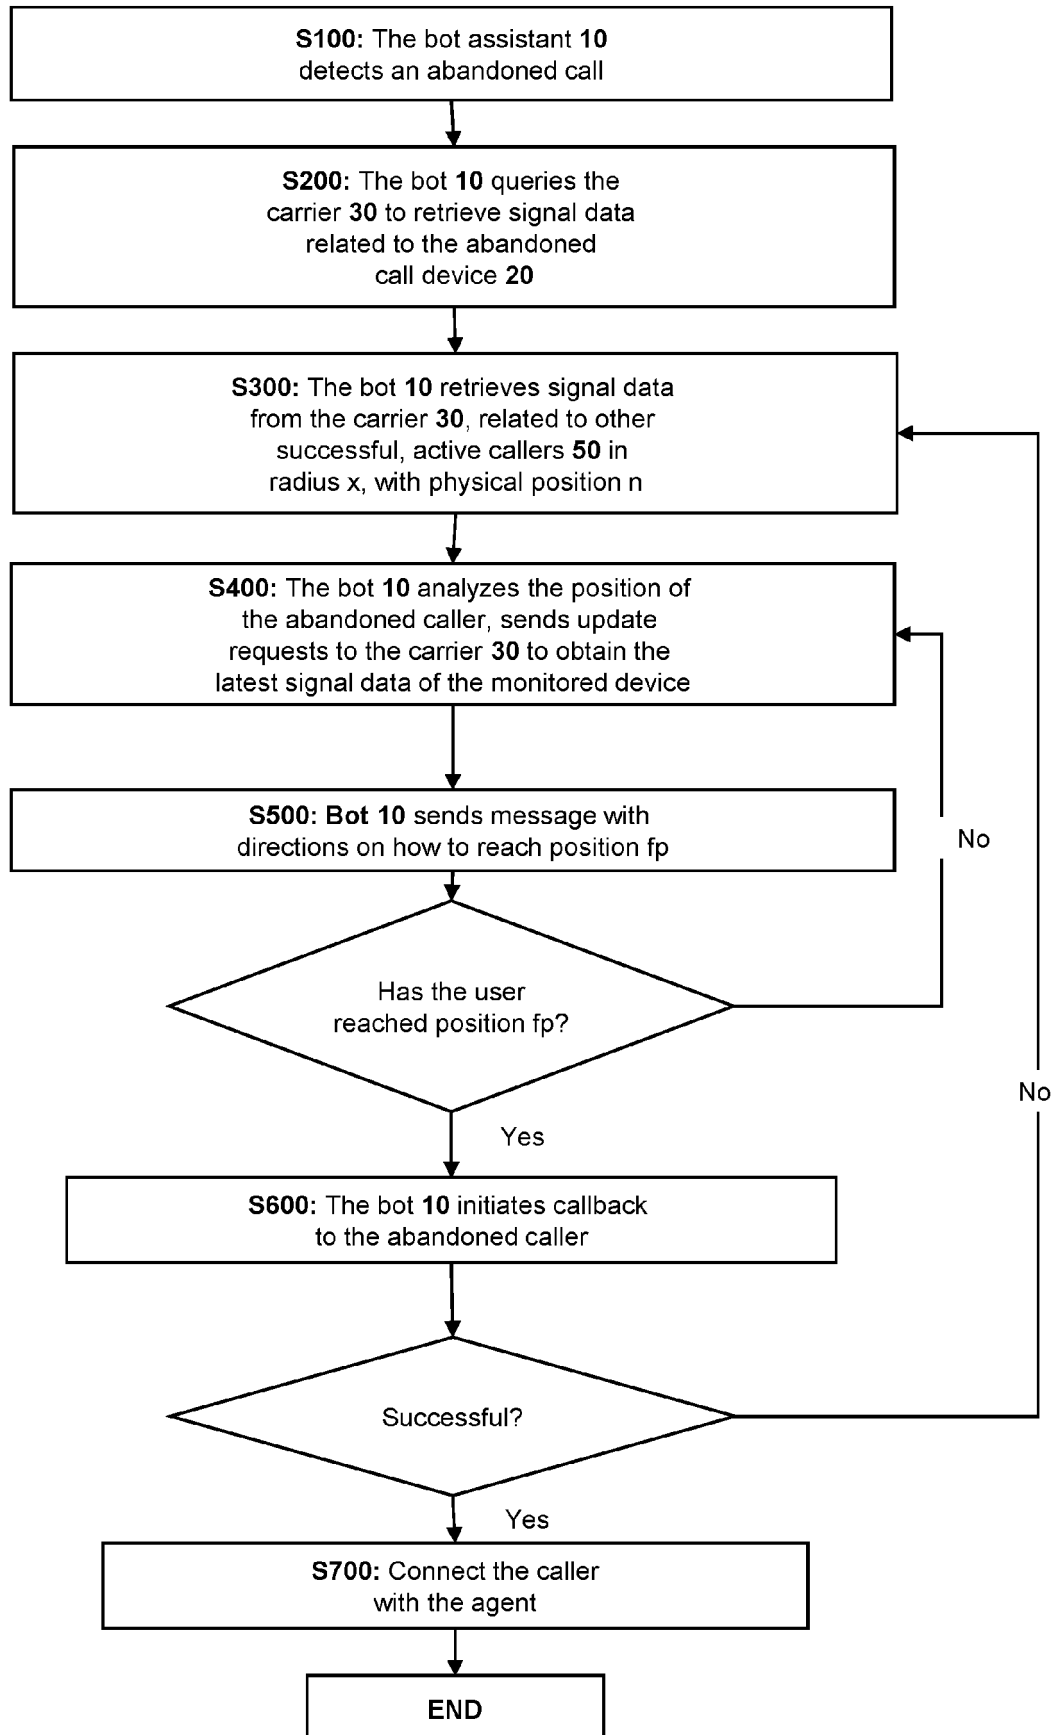 S100: The bot assistant 10
detects an abandoned call
S200: The bot 10 queries the
carrier 30 to retrieve signal data
related to the abandoned
call device 20
S300: The bot 10 retrieves signal data
from the carrier 30, related to other
successful, active callers 50 in
radius x, with physical position n
S400: The bot 10 analyzes the position of
the abandoned caller, sends update
requests to the carrier 30 to obtain the
latest signal data of the monitored device
S500: Bot 10 sends message with
directions on how to reach position fp
No
Has the user
reached position fp?
No
Yes
S600: The bot 10 initiates callback
to the abandoned caller
Successful?
Yes
S700: Connect the caller
with the agent
END